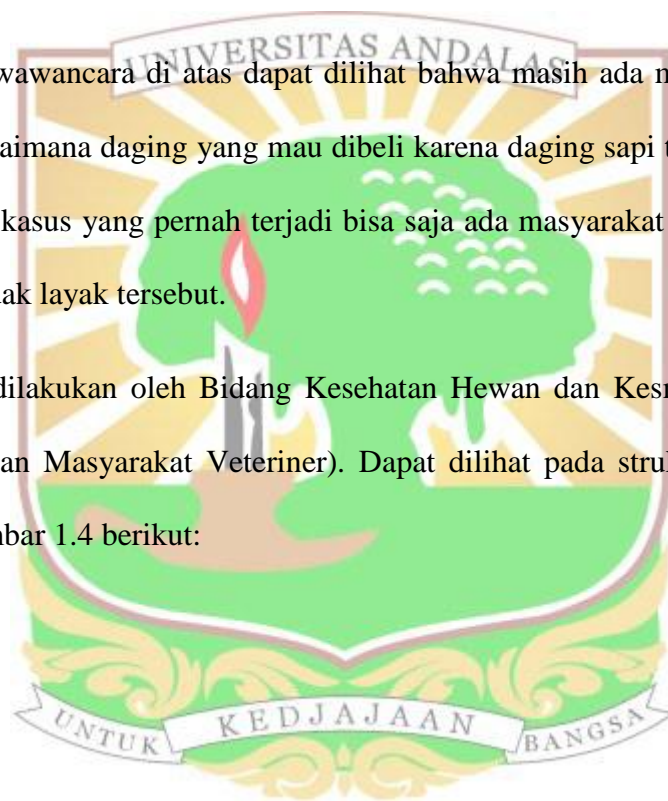 UNIVERSITAS ANDALAS
wawancara di atas dapat dilihat bahwa masih ada
aimana daging yang mau dibeli karena daging sapi
kasus yang pernah terjadi bisa saja ada masyarakat
ak layak tersebut.
dilakukan oleh Bidang Kesehatan Hewan dan
an Masyarakat Veteriner). Dapat dilihat pada
bar 1.4 berikut:
UNTUK KEDJAJAAN BANGSA